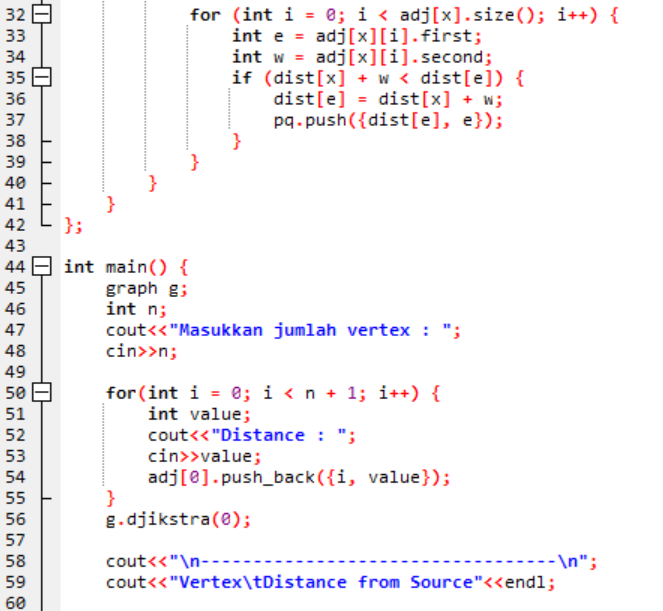 32 for (int i = 0; i < adj[x].size(); i++) {
33 int e = adj[x][i].first;
34 int w = adj[x][i].second;
35 if (dist[x] + w < dist[e]) {
36 dist[e] = dist[x] + w;
37 pq.push({dist[e], e});
38 }
39 }
40 }
41 }
42 };
43
44 int main() {
45 graph g;
46 int n;
47 cout<<"Masukkan jumlah vertex : ";
48 cin>>n;
49
50 for(int i = 0; i < n + 1; i++) {
51 int value;
52 cout<<"Distance : ";
53 cin>>value;
54 adj[0].push_back({i, value});
55 }
56 g.djikstra(0);
57
58 cout<<"\n----------------------------------\n";
59 cout<<"Vertex\tDistance from Source"<<endl;
60